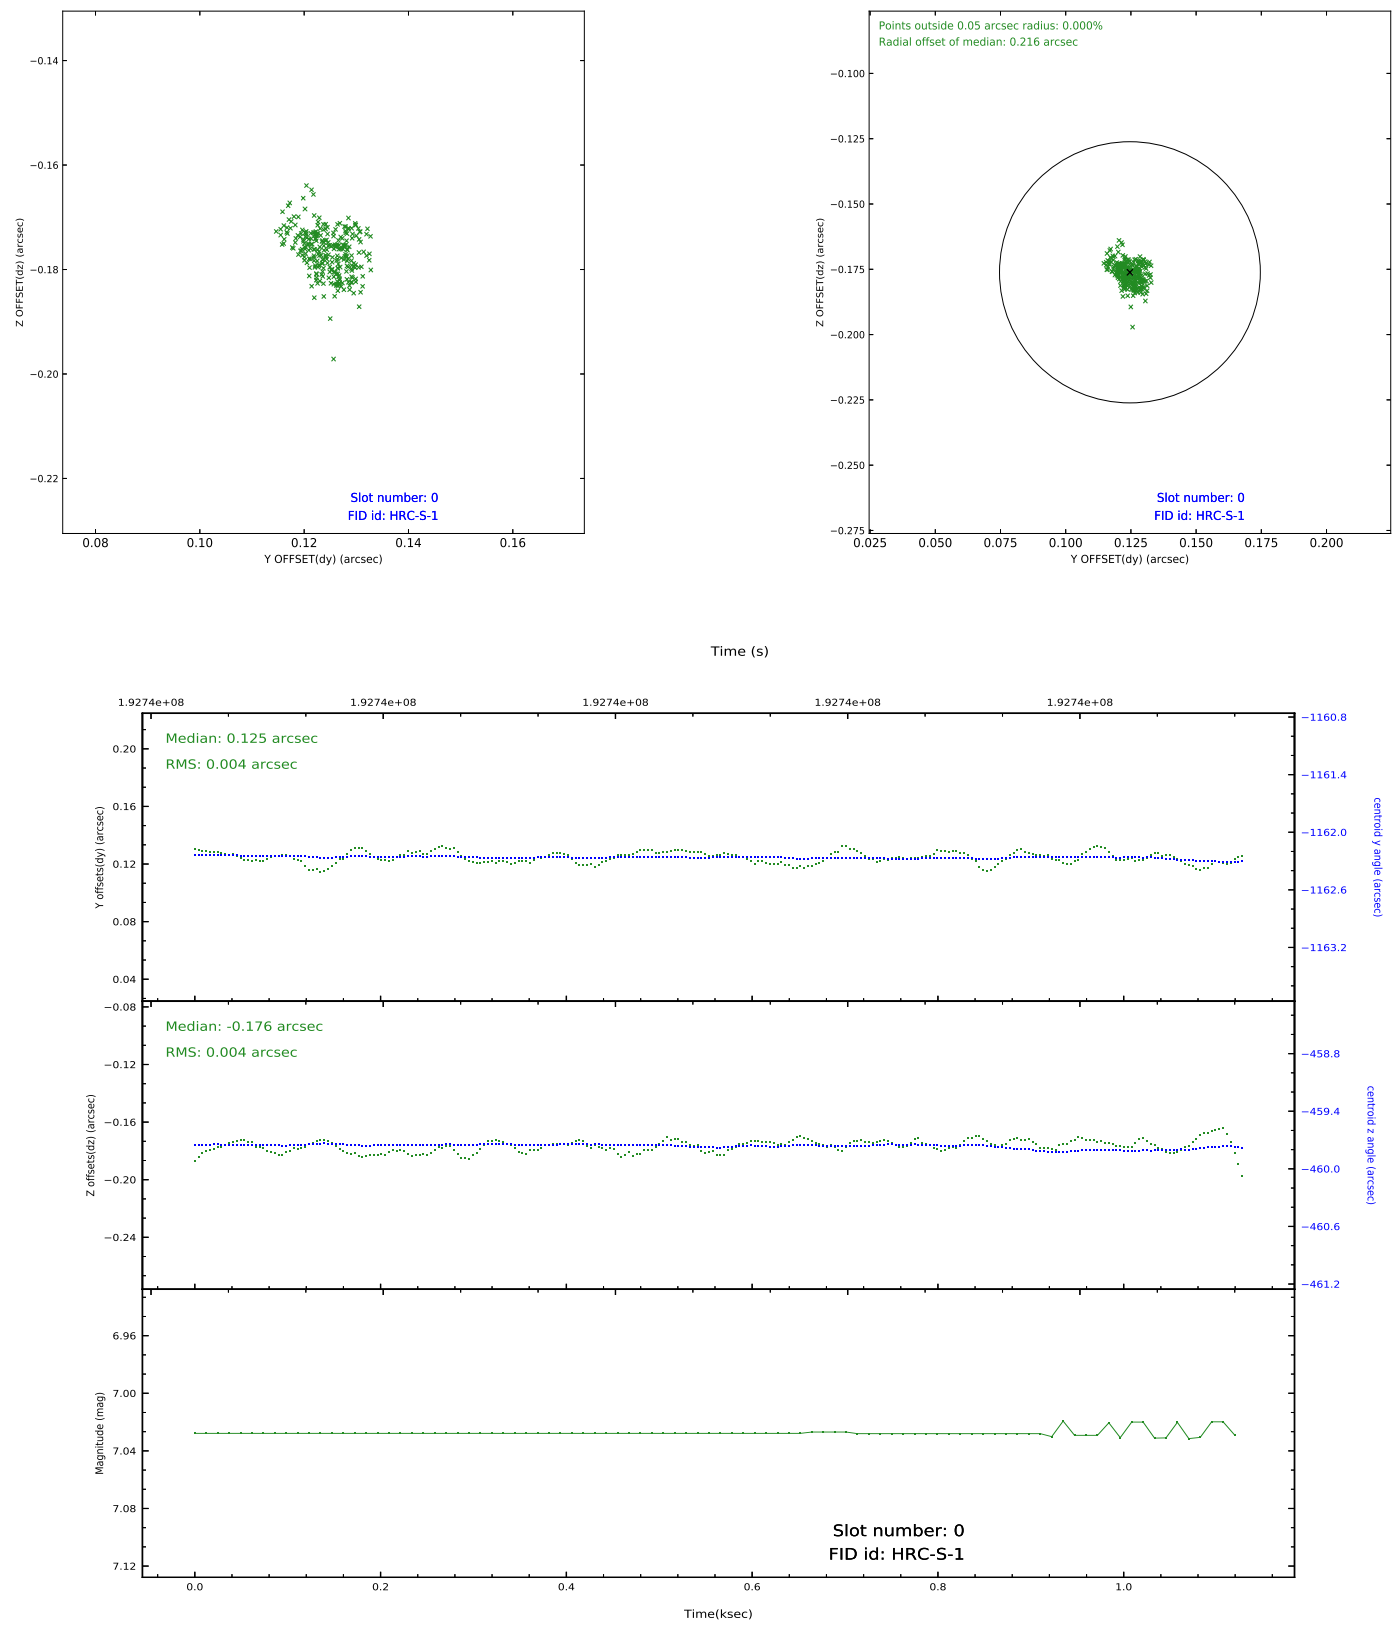 −0.14
−0.16
−0.18
−0.20
−0.22
Z OFFSET(dz) (arcsec)
Slot number: 0
FID id: HRC-S-1
0.08 0.10 0.12 0.14 0.16
Y OFFSET(dy) (arcsec)
Points outside 0.05 arcsec radius: 0.000%
Radial offset of median: 0.216 arcsec
−0.100
−0.125
−0.150
−0.175
−0.200
−0.225
−0.250
−0.275
Z OFFSET(dz) (arcsec)
Slot number: 0
FID id: HRC-S-1
0.025 0.050 0.075 0.100 0.125 0.150 0.175 0.200
Y OFFSET(dy) (arcsec)
Time (s)
1.9274e+08 1.9274e+08 1.9274e+08 1.9274e+08 1.9274e+08
Median: 0.125 arcsec
RMS: 0.004 arcsec
0.20
0.16
0.12
0.08
0.04
Y offsets(dy) (arcsec)
−1160.8
−1161.4
−1162.0
−1162.6
−1163.2
centroid y angle (arcsec)
Median: -0.176 arcsec
RMS: 0.004 arcsec
−0.08
−0.12
−0.16
−0.20
−0.24
Z offsets(dz) (arcsec)
−458.8
−459.4
−460.0
−460.6
−461.2
centroid z angle (arcsec)
6.96
7.00
7.04
7.08
7.12
Magnitude (mag)
Slot number: 0
FID id: HRC-S-1
0.0 0.2 0.4 0.6 0.8 1.0
Time(ksec)